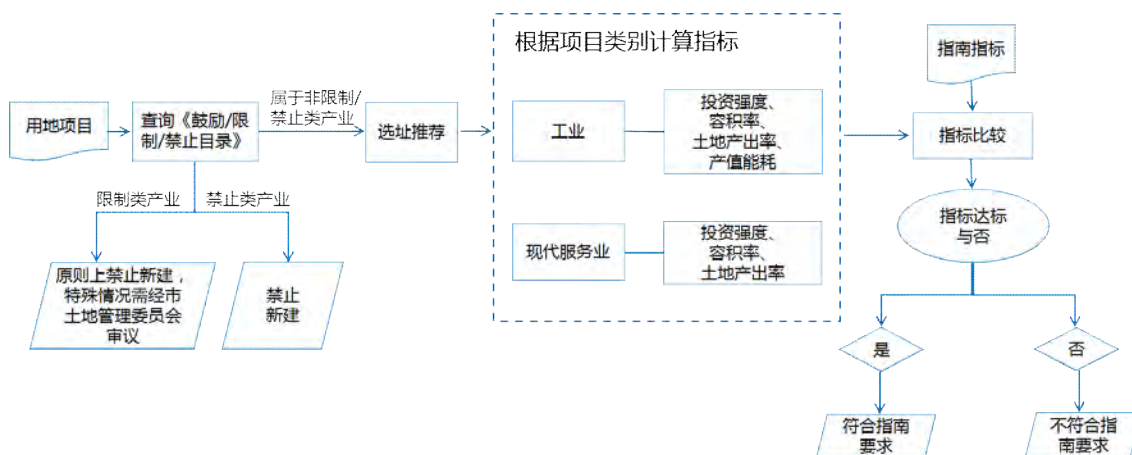 根据项目类别计算指标
指南指标
用地项目
查询《鼓励/限
制/禁止目录》
属于非限制/
禁止类产业
选址推荐
工业
投资强度、
容积率、
土地产出率、
产值能耗
指标比较
限制类产业
禁止类产业
现代服务业
投资强度、
容积率、
土地产出率
指标达标
与否
原则上禁止新建，
特殊情况需经市
土地管理委员会
审议
禁止
新建
是
否
符合指南
要求
不符合指
南要求